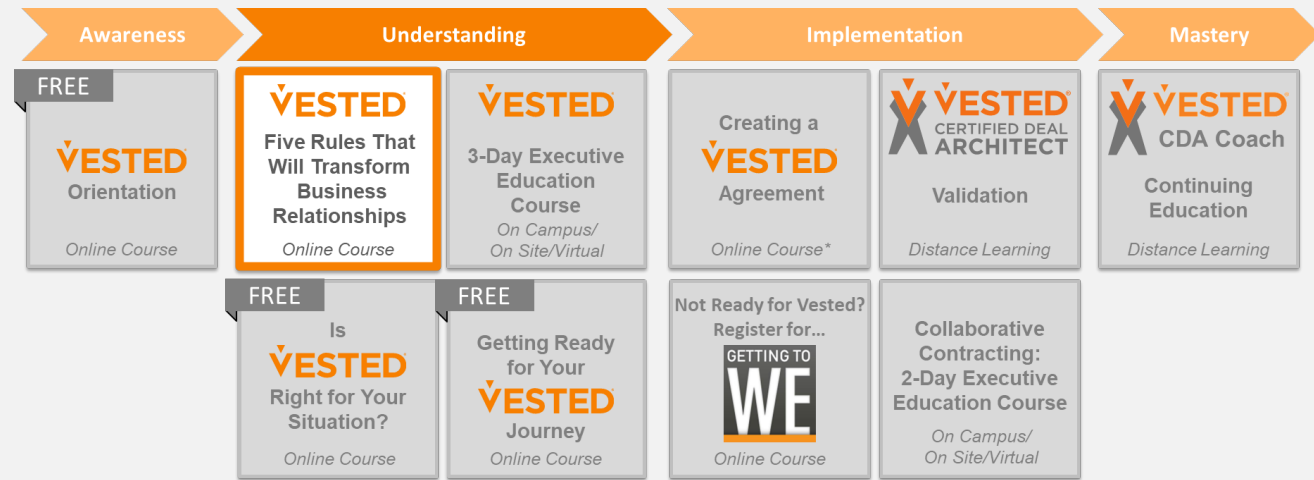 Awareness
Understanding
Implementation
Mastery
FREE
VESTED®
Orientation
Online Course
VESTED®
Five Rules That
Will Transform
Business
Relationships
Online Course
VESTED®
3-Day Executive
Education
Course
On Campus/
On Site/Virtual
Creating a
VESTED®
Agreement
Online Course*
VESTED®
CERTIFIED DEAL
ARCHITECT
Validation
Distance Learning
VESTED®
CDA Coach
Continuing
Education
Distance Learning
FREE
Is
VESTED®
Right for Your
Situation?
Online Course
FREE
Getting Ready
for Your
VESTED®
Journey
Online Course
Not Ready for Vested?
Register for...
GETTING TO
WE
Online Course
Collaborative
Contracting:
2-Day Executive
Education Course
On Campus/
On Site/Virtual